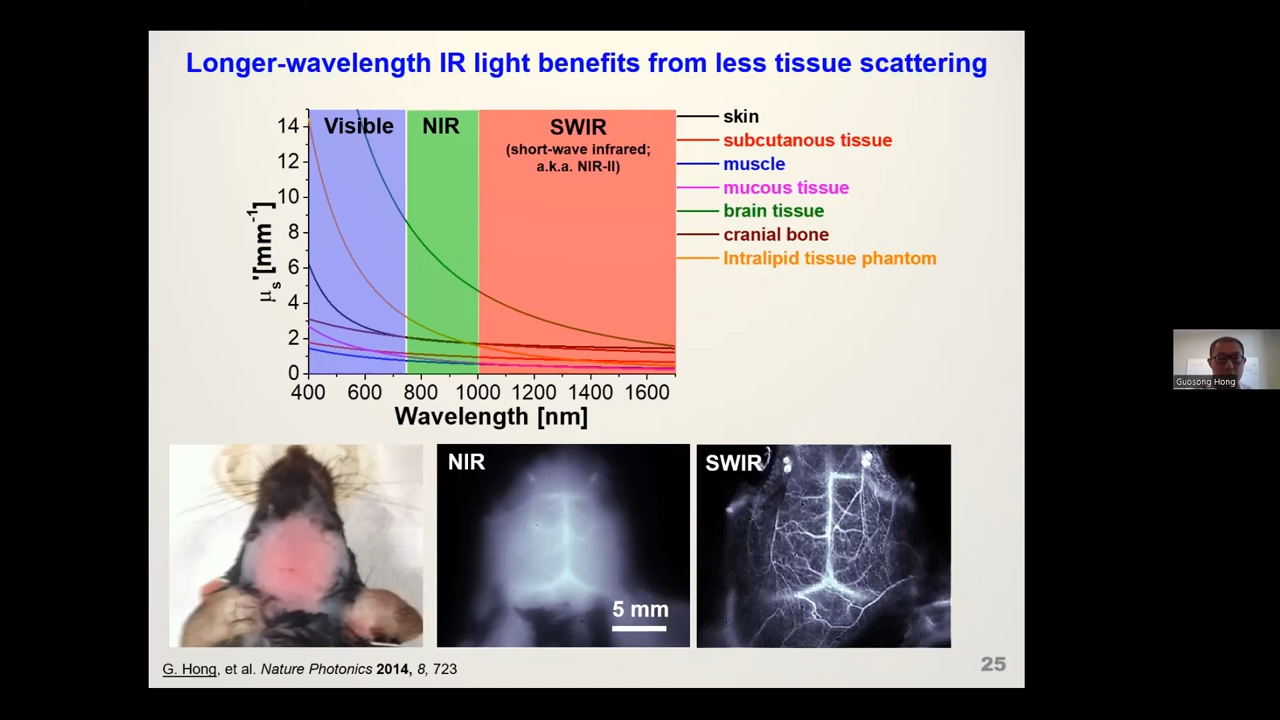 Longer-wavelength IR light benefits from less tissue scattering
Visible
NIR
SWIR
(short-wave infrared;
a.k.a. NIR-II)
14
12
10
8
6
4
2
0
μs'[mm-1]
400 600 800 1000 1200 1400 1600
Wavelength [nm]
skin
subcutanous tissue
muscle
mucous tissue
brain tissue
cranial bone
Intralipid tissue phantom
Guosong Hong
NIR
5 mm
SWIR
G. Hong, et al. Nature Photonics 2014, 8, 723
25